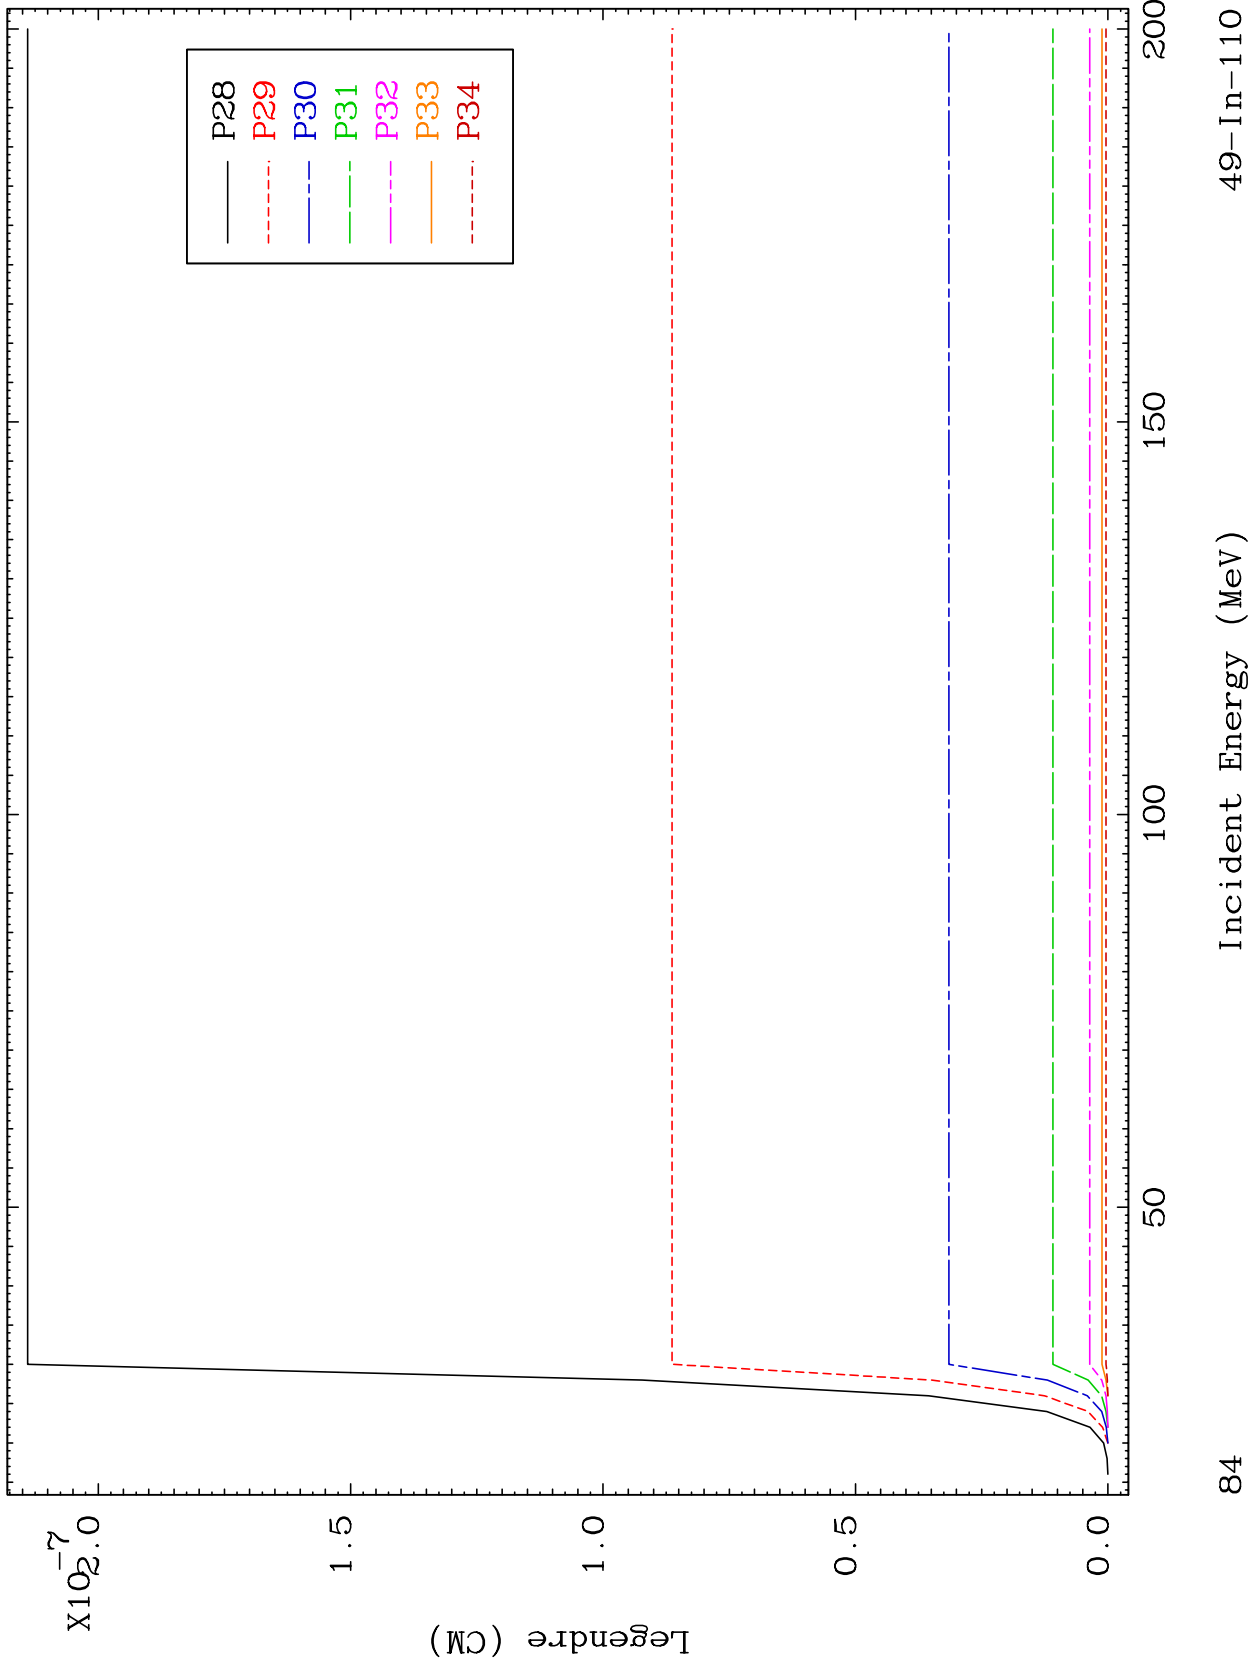 X10-7
2.0
1.5
1.0
0.5
0.0
Legendre (CM)
P28
P29
P30
P31
P32
P33
P34
50
100
150
200
Incident Energy (MeV)
84
49-In-110